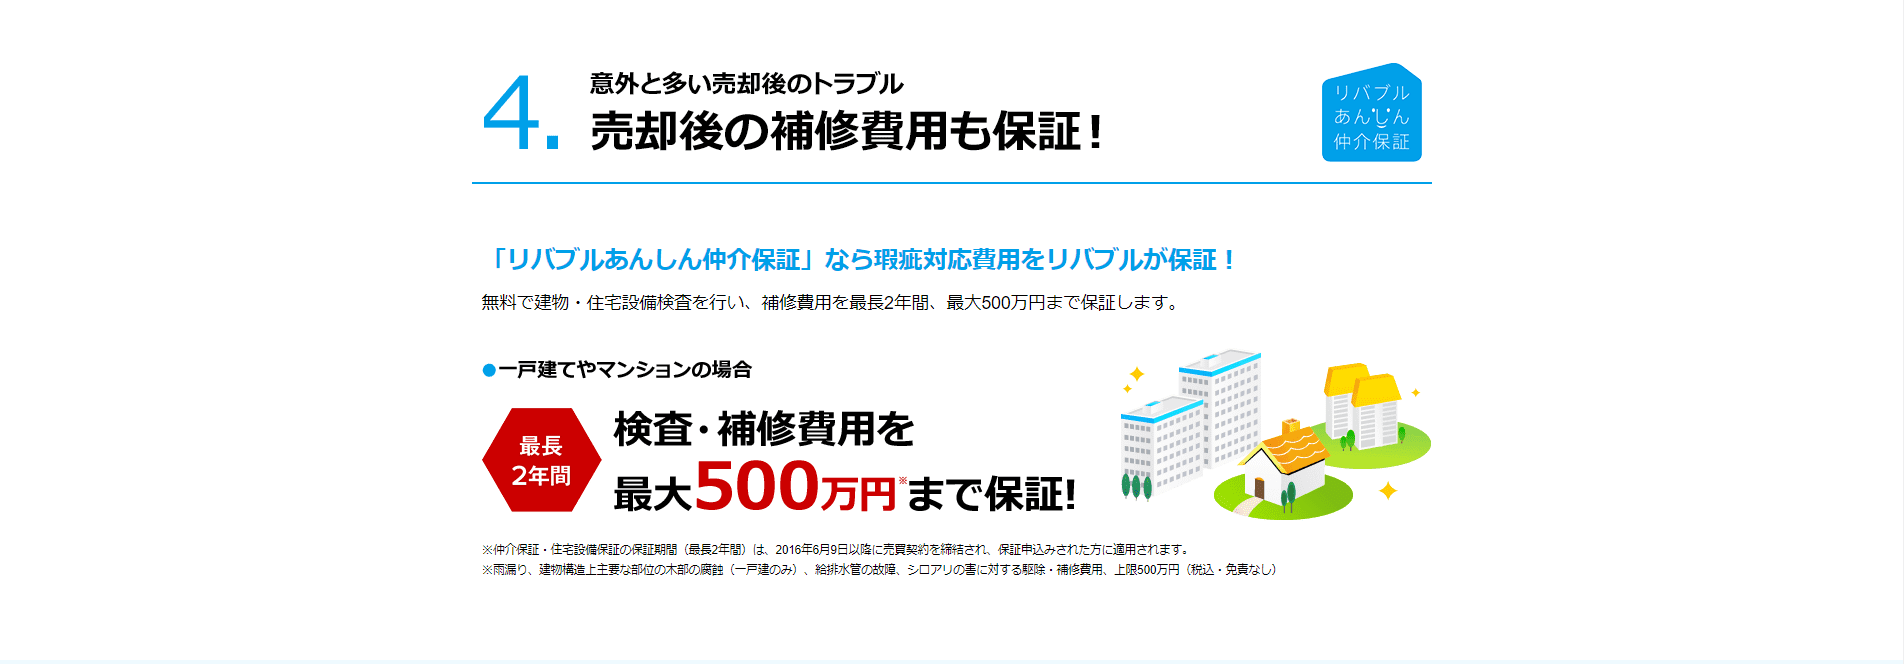 4.
意外と多い売却後のトラブル
売却後の補修費用も保証!
リバブル
あんしん
仲介保証
「リバブルあんしん仲介保証」なら瑕疵対応費用をリバブルが保証！
無料で建物・住宅設備検査を行い、補修費用を最長2年間、最大500万円まで保証します。
●一戸建てやマンションの場合
最長
2年間
検査・補修費用を
最大500万円※まで保証!
※仲介保証・住宅設備保証の保証期間（最長2年間）は、2016年6月9日以降に売買契約を締結され、保証申込みされた方に適用されます。
※雨漏り、建物構造上主要な部位の木部の腐蝕（一戸建のみ）、給排水管の故障、シロアリの害に対する駆除・補修費用、上限500万円（税込・免責なし）